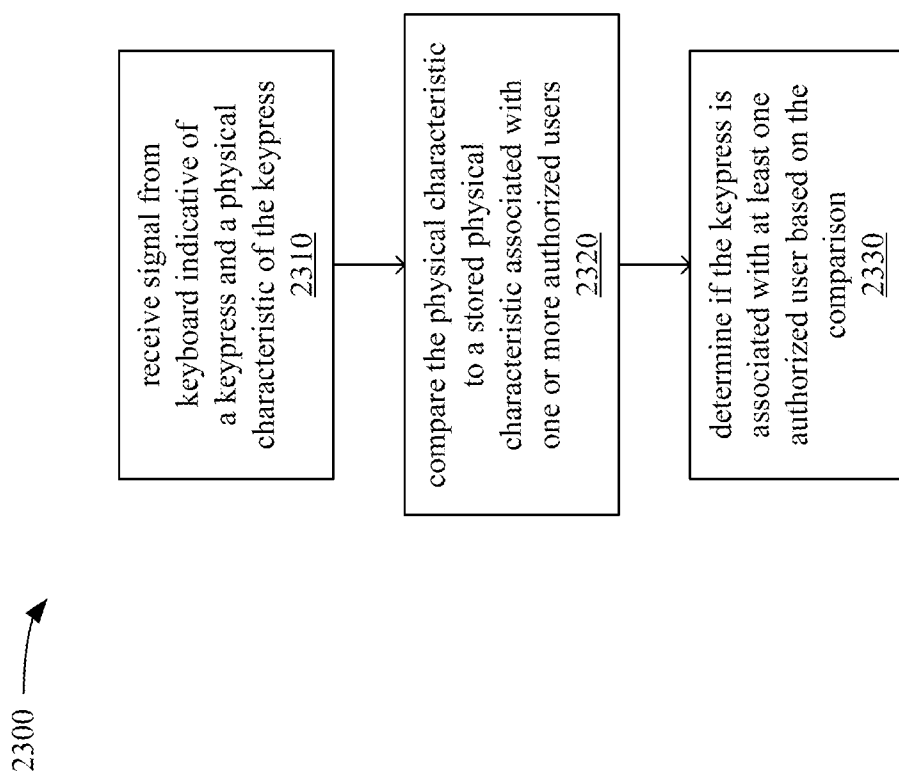 2300
receive signal from
keyboard indicative of
a keypress and a physical
characteristic of the keypress
2310
compare the physical characteristic
to a stored physical
characteristic associated with
one or more authorized users
2320
determine if the keypress is
associated with at least one
authorized user based on the
comparison
2330